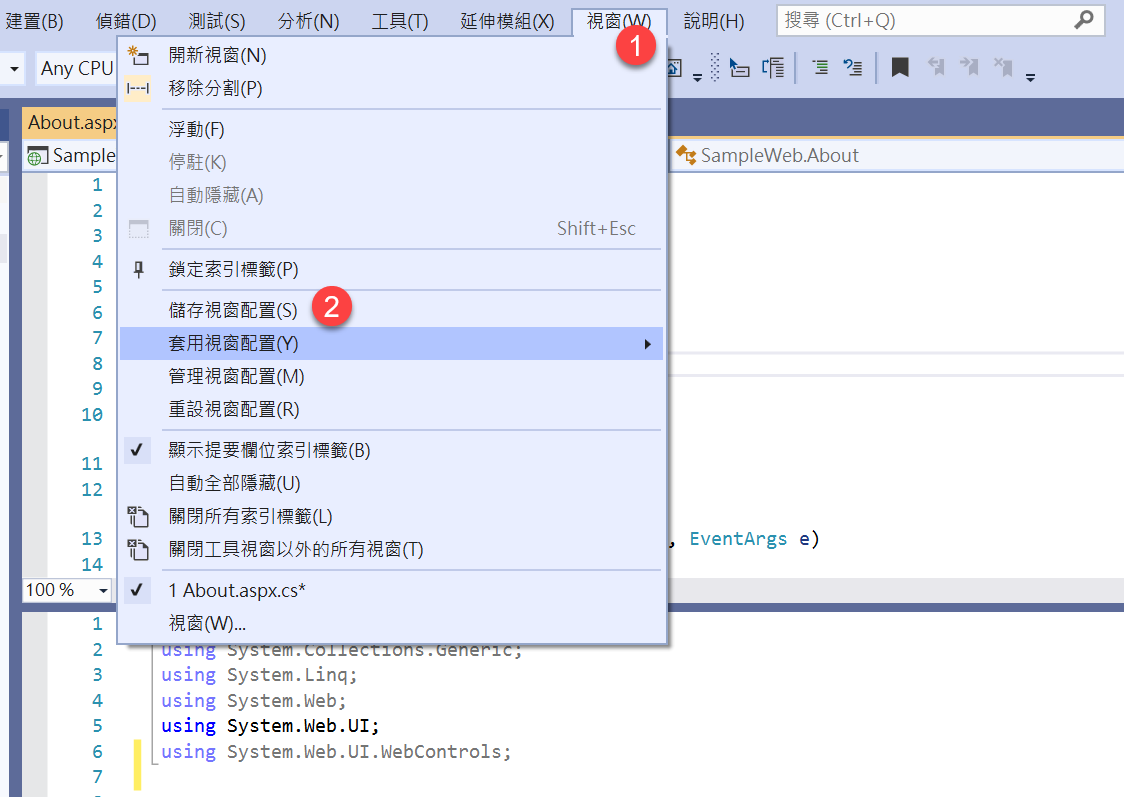 建置(B) 偵錯(D) 測試(S) 分析(N) 工具(T) 延伸模組(X) 視窗(W) 說明(H) 搜尋 (Ctrl+Q)
1
Any CPU
開新視窗(N)
移除分割(P)
浮動(F)
停駐(K)
自動隱藏(A)
關閉(C) Shift+Esc
鎖定索引標籤(P)
儲存視窗配置(S)
2
套用視窗配置(Y)
管理視窗配置(M)
重設視窗配置(R)
顯示提要欄位索引標籤(B)
自動全部隱藏(U)
關閉所有索引標籤(L)
關閉工具視窗以外的所有視窗(T)
1 About.aspx.cs*
視窗(W)...
About.aspx
Sample
SampleWeb.About
1
2
3
4
5
6
7
8
9
10
11
12
13 , EventArgs e)
14
100 %
1
2 using System.Collections.Generic;
3 using System.Linq;
4 using System.Web;
5 using System.Web.UI;
6 using System.Web.UI.WebControls;
7